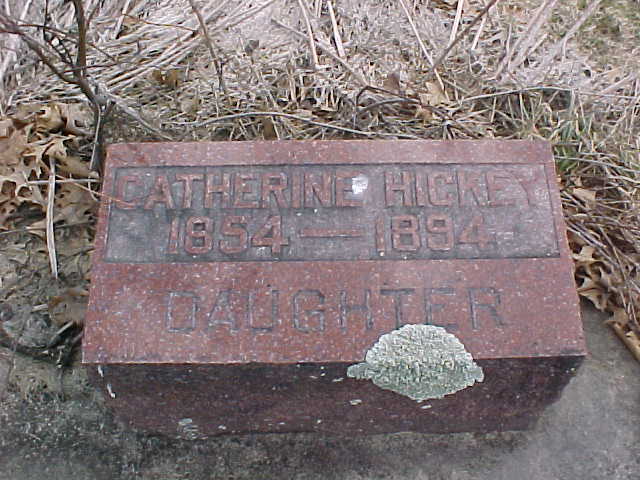 CATHERINE HICKEY
1854 — 1894
DAUGHTER